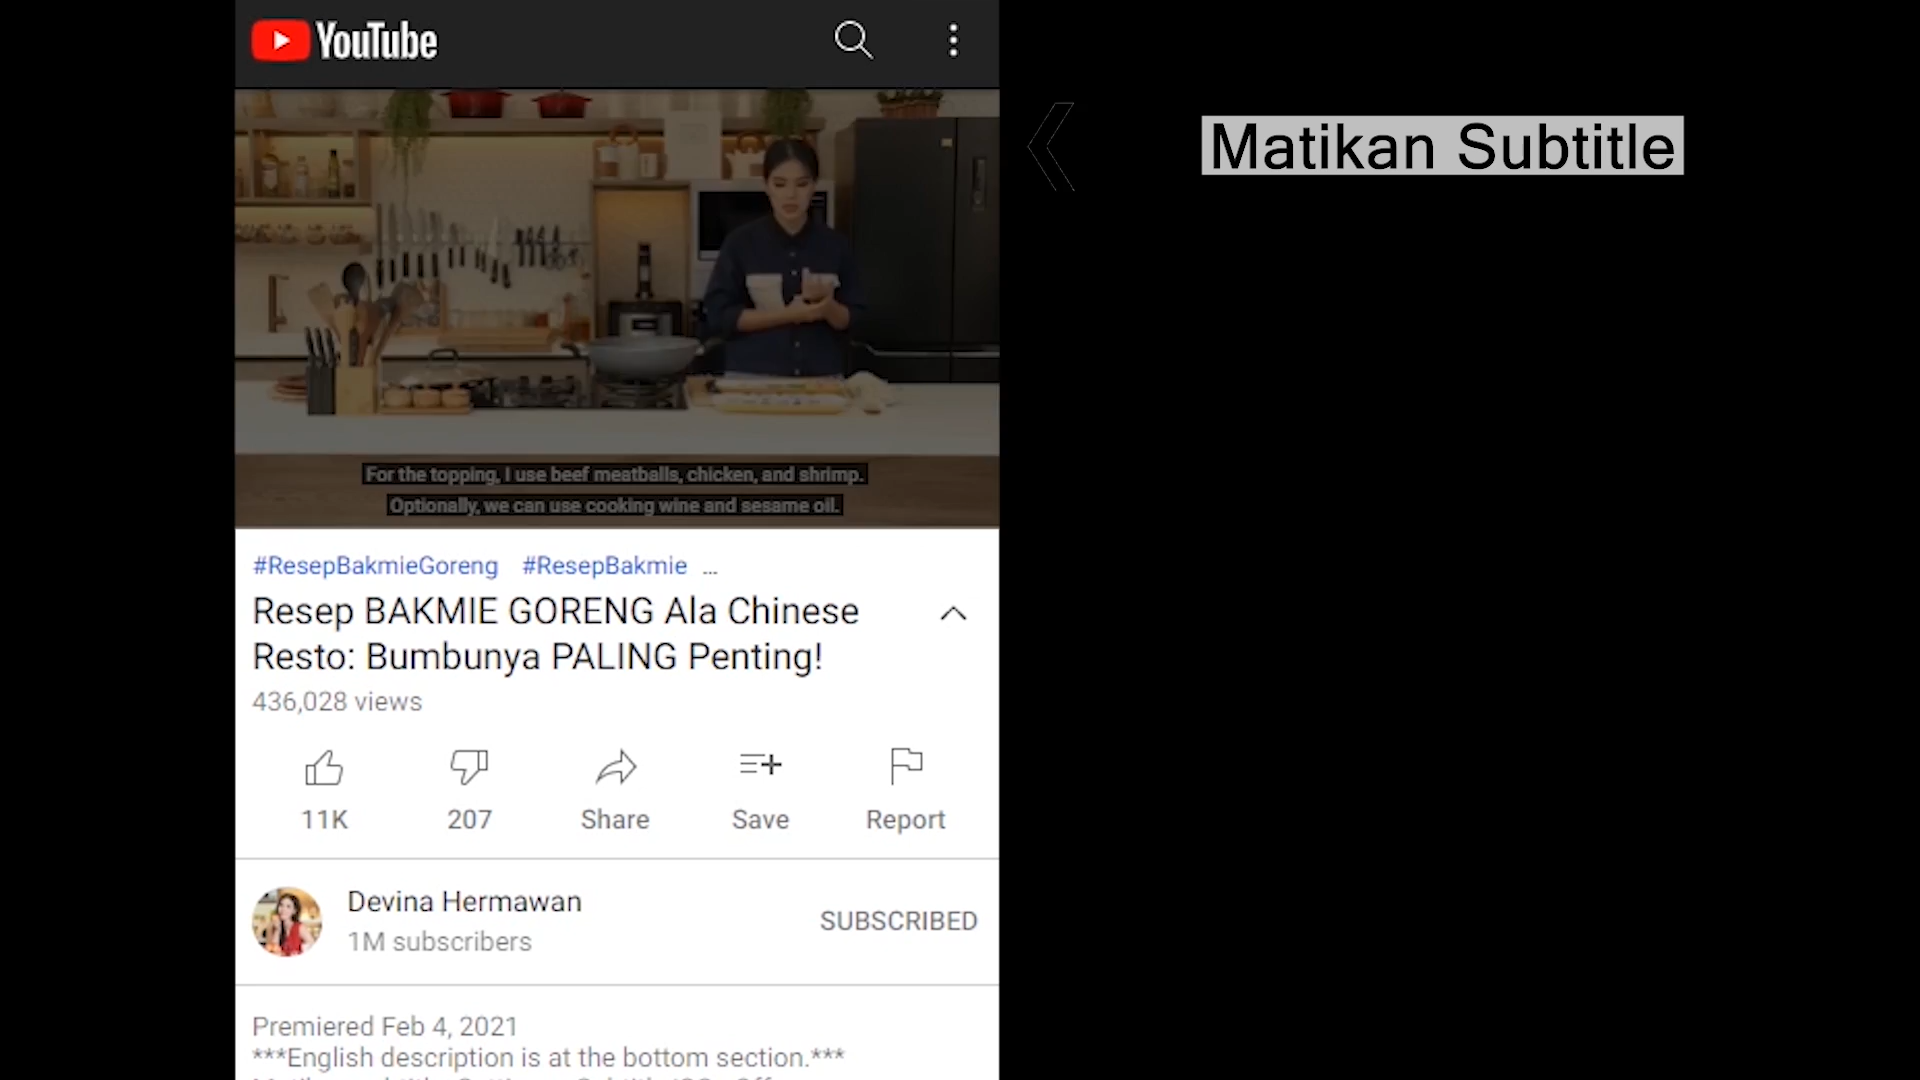 YouTube
Matikan Subtitle
For the topping, I use beef meatballs, chicken, and shrimp.
Optionally, we can use cooking wine and sesame oil.
#ResepBakmieGoreng #ResepBakmie ...
Resep BAKMIE GORENG Ala Chinese
Resto: Bumbunya PALING Penting!
436,028 views
11K 207 Share Save Report
Devina Hermawan
1M subscribers
SUBSCRIBED
Premiered Feb 4, 2021
***English description is at the bottom section.***